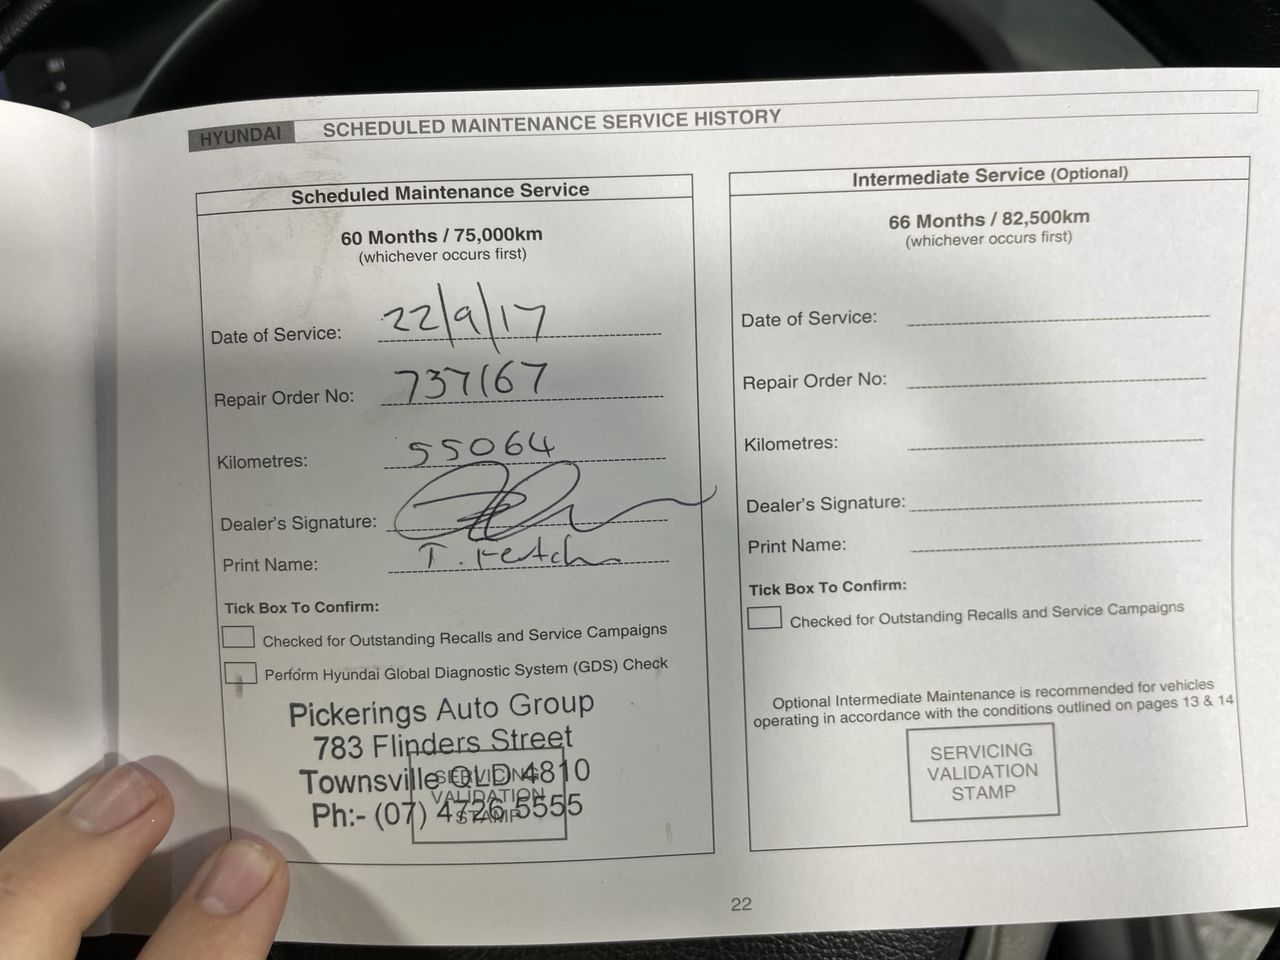 HYUNDAI SCHEDULED MAINTENANCE SERVICE HISTORY
Scheduled Maintenance Service
60 Months / 75,000km
(whichever occurs first)
Date of Service: 22/9/17
Repair Order No: 737167
Kilometres: 55064
Dealer's Signature:
Print Name: T.
Tick Box To Confirm:
Checked for Outstanding Recalls and Service Campaigns
Perform Hyundai Global Diagnostic System (GDS) Check
Pickerings Auto Group
783 Flinders Street
Townsville QLD 4810
Ph:- (07) 4726 5555
SERVICING
VALIDATION
STAMP
Intermediate Service (Optional)
66 Months / 82,500km
(whichever occurs first)
Date of Service:
Repair Order No:
Kilometres:
Dealer's Signature:
Print Name:
Tick Box To Confirm:
Checked for Outstanding Recalls and Service Campaigns
Optional Intermediate Maintenance is recommended for vehicles
operating in accordance with the conditions outlined on pages 13 & 14
SERVICING
VALIDATION
STAMP
22